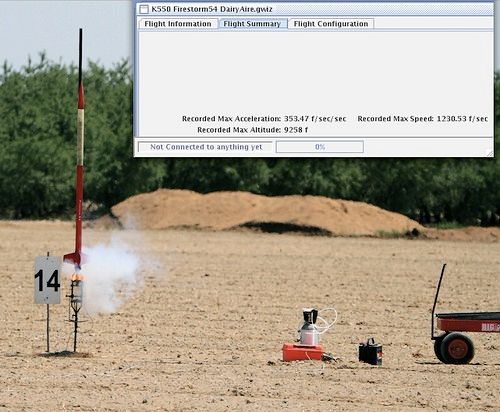 K550 Firestorm54 DairyAire.gwiz
Flight Information Flight Summary Flight Configuration
Recorded Max Acceleration: 353.47 f/sec/sec Recorded Max Speed: 1230.53 f/sec
Recorded Max Altitude: 9258 f
Not Connected to anything yet 0%
14